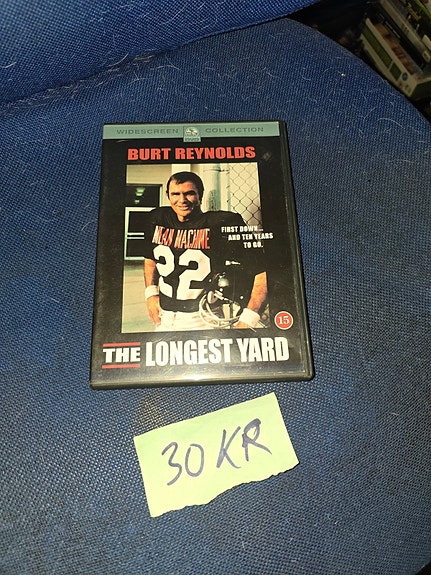 WIDESCREEN COLLECTION
BURT REYNOLDS
FIRST DOWN...
AND TEN YEARS
TO GO.
MEAN MACHINE
22
15
THE LONGEST YARD
30 KR